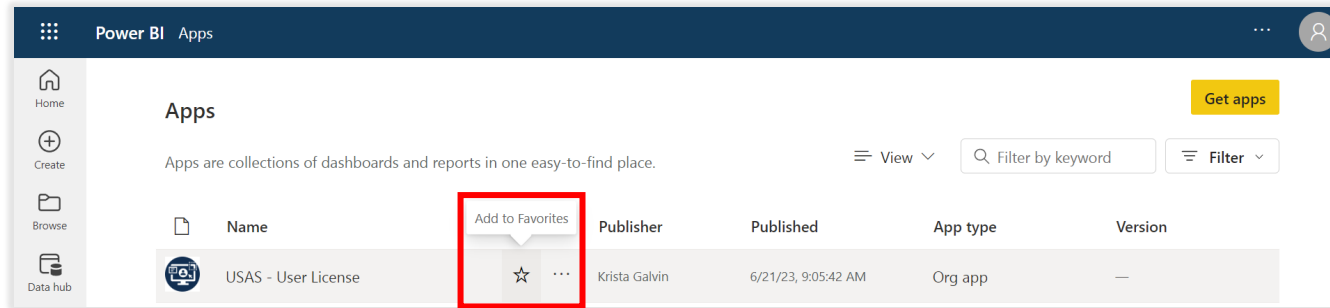 Power BI Apps
...
Home
Create
Browse
Data hub
Apps
Get apps
Apps are collections of dashboards and reports in one easy-to-find place.
View
Filter by keyword
Filter
Add to Favorites
Name Publisher Published App type Version
USAS - User License ... Krista Galvin 6/21/23, 9:05:42 AM Org app —